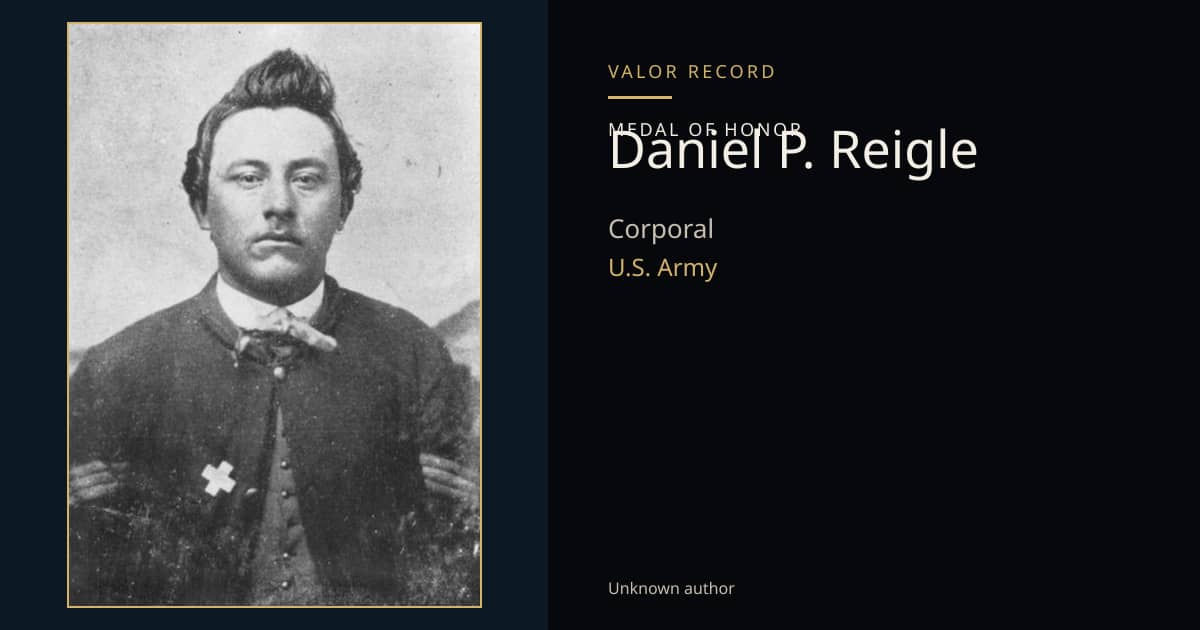 VALOR RECORD
MEDAL OF HONOR
Daniel P. Reigle
Corporal
U.S. Army
Unknown author